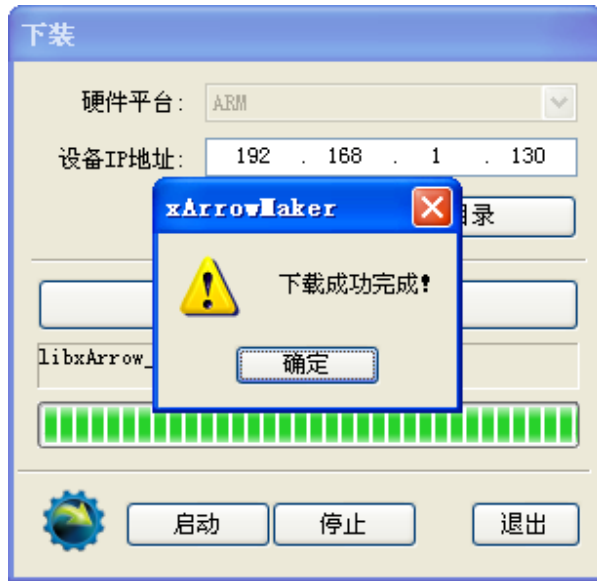 下装
硬件平台: ARM
设备IP地址: 192 . 168 . 1 . 130
目录
xArrowMaker
下载成功完成!
确定
libxArrow_
启动 停止 退出